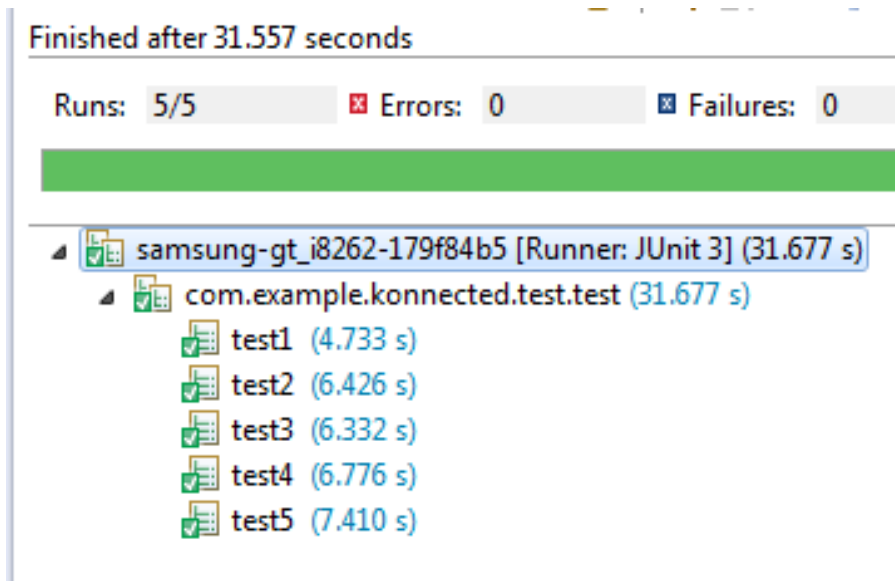 Finished after 31.557 seconds
Runs: 5/5 Errors: 0 Failures: 0
samsung-gt_i8262-179f84b5 [Runner: JUnit 3] (31.677 s)
com.example.konnected.test.test (31.677 s)
test1 (4.733 s)
test2 (6.426 s)
test3 (6.332 s)
test4 (6.776 s)
test5 (7.410 s)